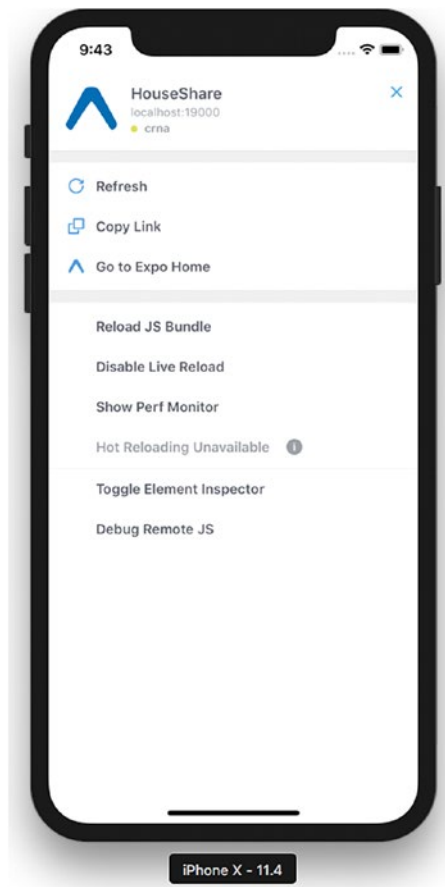 9:43
HouseShare
localhost:19000
crna
Refresh
Copy Link
Go to Expo Home
Reload JS Bundle
Disable Live Reload
Show Perf Monitor
Hot Reloading Unavailable
Toggle Element Inspector
Debug Remote JS
iPhone X - 11.4